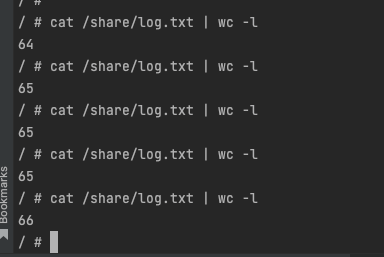 / #
/ # cat /share/log.txt | wc -l
64
/ # cat /share/log.txt | wc -l
65
/ # cat /share/log.txt | wc -l
65
/ # cat /share/log.txt | wc -l
65
/ # cat /share/log.txt | wc -l
66
/ #
Bookmarks